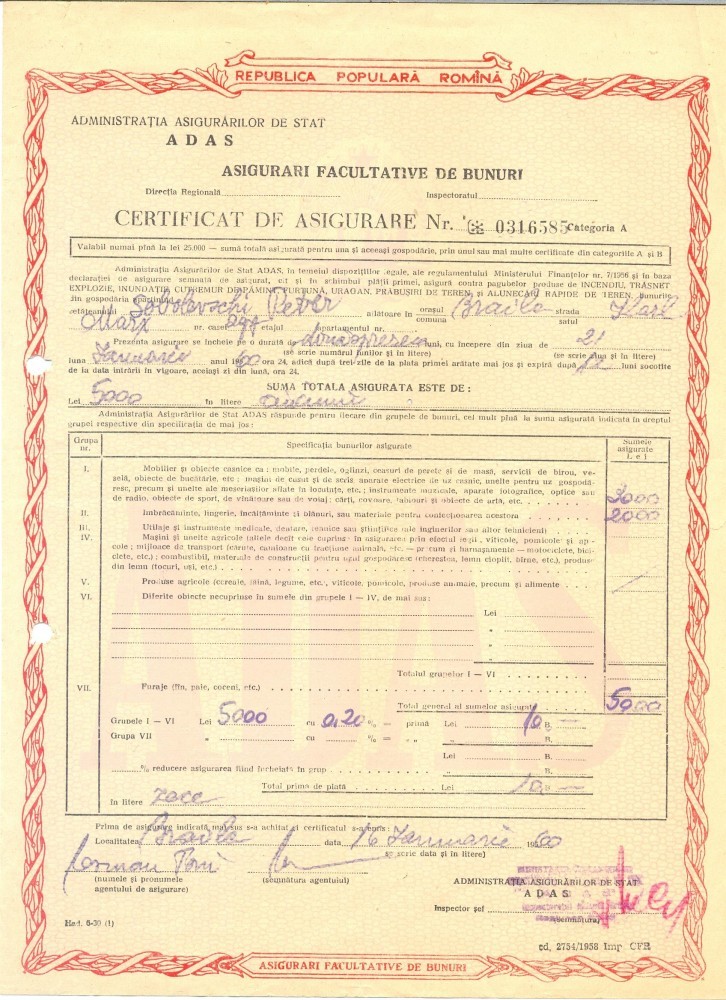 REPUBLICA POPULARĂ ROMÎNĂ
ADMINISTRAȚIA ASIGURĂRILOR DE STAT
ADAS
ASIGURARI FACULTATIVE DE BUNURI
Direcția Regională Inspectoratul
CERTIFICAT DE ASIGURARE Nr. 0316585 Categoria A
Valabil numai pînă la lei 25.000 — sumă totală asigurată pentru una și aceeași gospodărie, prin unul sau mai multe certificate din categoriile A și B
Administrația Asigurărilor de Stat ADAS, în temeiul dispozițiilor legale, ale regulamentului Ministerului Finanțelor nr. 7/1956 și în baza
declarației de asigurare semnată de asigurat, cît și în schimbul plății primei, asigură contra pagubelor produse de INCENDIU, TRĂSNET
EXPLOZIE, INUNDAȚIE, CUTREMUR DE PĂMÎNT, FURTUNĂ, URAGAN, PRĂBUȘIRI DE TEREN, și ALUNECĂRI RAPIDE DE TEREN, bunurile
din gospodăria aparținînd
cetățeanului Petre aflătoare în orașul Braila strada Karl
comuna satul
Marx nr. casei etajul apartamentul nr.
Prezenta asigurare se încheie pe o durată de luni, cu începere din ziua de 21
(se scrie numărul lunilor și în litere) (se scrie ziua și în litere)
luna Ianuarie anul 1960 ora 24, adică după trei zile de la plata primei arătate mai jos și expiră după 12 luni socotite
de la data intrării în vigoare, aceiași zi din luna, ora 24.
SUMA TOTALA ASIGURATA ESTE DE :
Lei 5000 În litere
Administrația Asigurărilor de Stat ADAS răspunde pentru fiecare din grupele de bunuri, cel mult pînă la suma asigurată indicata în dreptul
grupei respective din specificația de mai jos :
Grupa nr. Specificația bunurilor asigurate Sumele asigurate Lei
I. Mobilier și obiecte casnice ca : mobile, perdele, oglinzi, ceasuri de perete și de masă, servicii de birou, ve-
selă, obiecte de bucătărie, etc ; mașini de cusut și de scris, aparate electrice de uz casnic, unelte pentru uz gospodă-
resc, precum și unelte ale meseriașilor aflate în locuințe, etc. ; instrumente muzicale, aparate fotografice, optice sau
de radio, obiecte de sport, de vînătoare sau de voiaj ; cărți, covoare, tablouri și obiecte de artă, etc. 3000
II. Îmbrăcăminte, lingerie, încălțăminte și blănuri, sau materiale pentru confecționarea acestora 2000
III. Utilaje și instrumente medicale, dentare, tehnice sau științifice (ale inginerilor sau altor tehnicieni)
IV. Mașini și unelte agricole (altele decît cele cuprinse în asigurarea prin efectul legii), viticole, pomicole și api-
cole ; mijloace de transport (cărute, camioane cu tracțiune animală, etc. — precum și harnașamente — motociclete, bici-
clete, etc.) ; combustibil, materiale de construcții pentru uzul gospodăriei (cherestea, lemn cioplit, bîrne, etc.), produse
din lemn (tocuri, uși, etc.)
V. Produse agricole (cereale, făină, legume, etc.), viticole, pomicole, produse animale, precum și alimente
VI. Diferite obiecte necuprinse în sumele din grupele I — IV, de mai sus :
Lei
"
"
"
Totalul grupelor I — VI
VII. Furaje (fîn, paie, coceni, etc.)
Total general al sumelor asigurate 5000
Grupele I — VI Lei 5000 cu 0,20 % = primă Lei 10 B. —
Grupa VII " cu % = " " " B.
Lei B.
% reducere asigurarea fiind încheiată în grup " B.
Total prima de plată Lei 10 B —
În litere zece
Prima de asigurare indicată mai sus s-a achitat și certificatul s-a emis :
Localitatea Braila data 16 Ianuarie 1960
(se scrie data și în litere)
(numele și pronumele agentului de asigurare) (semnătura agentului)
ADMINISTRAȚIA ASIGURĂRILOR DE STAT
ADAS
Inspector șef
(semnătura)
Mod. 6-30 (1)
cd. 2754/1958 Imp CFR
ASIGURARI FACULTATIVE DE BUNURI